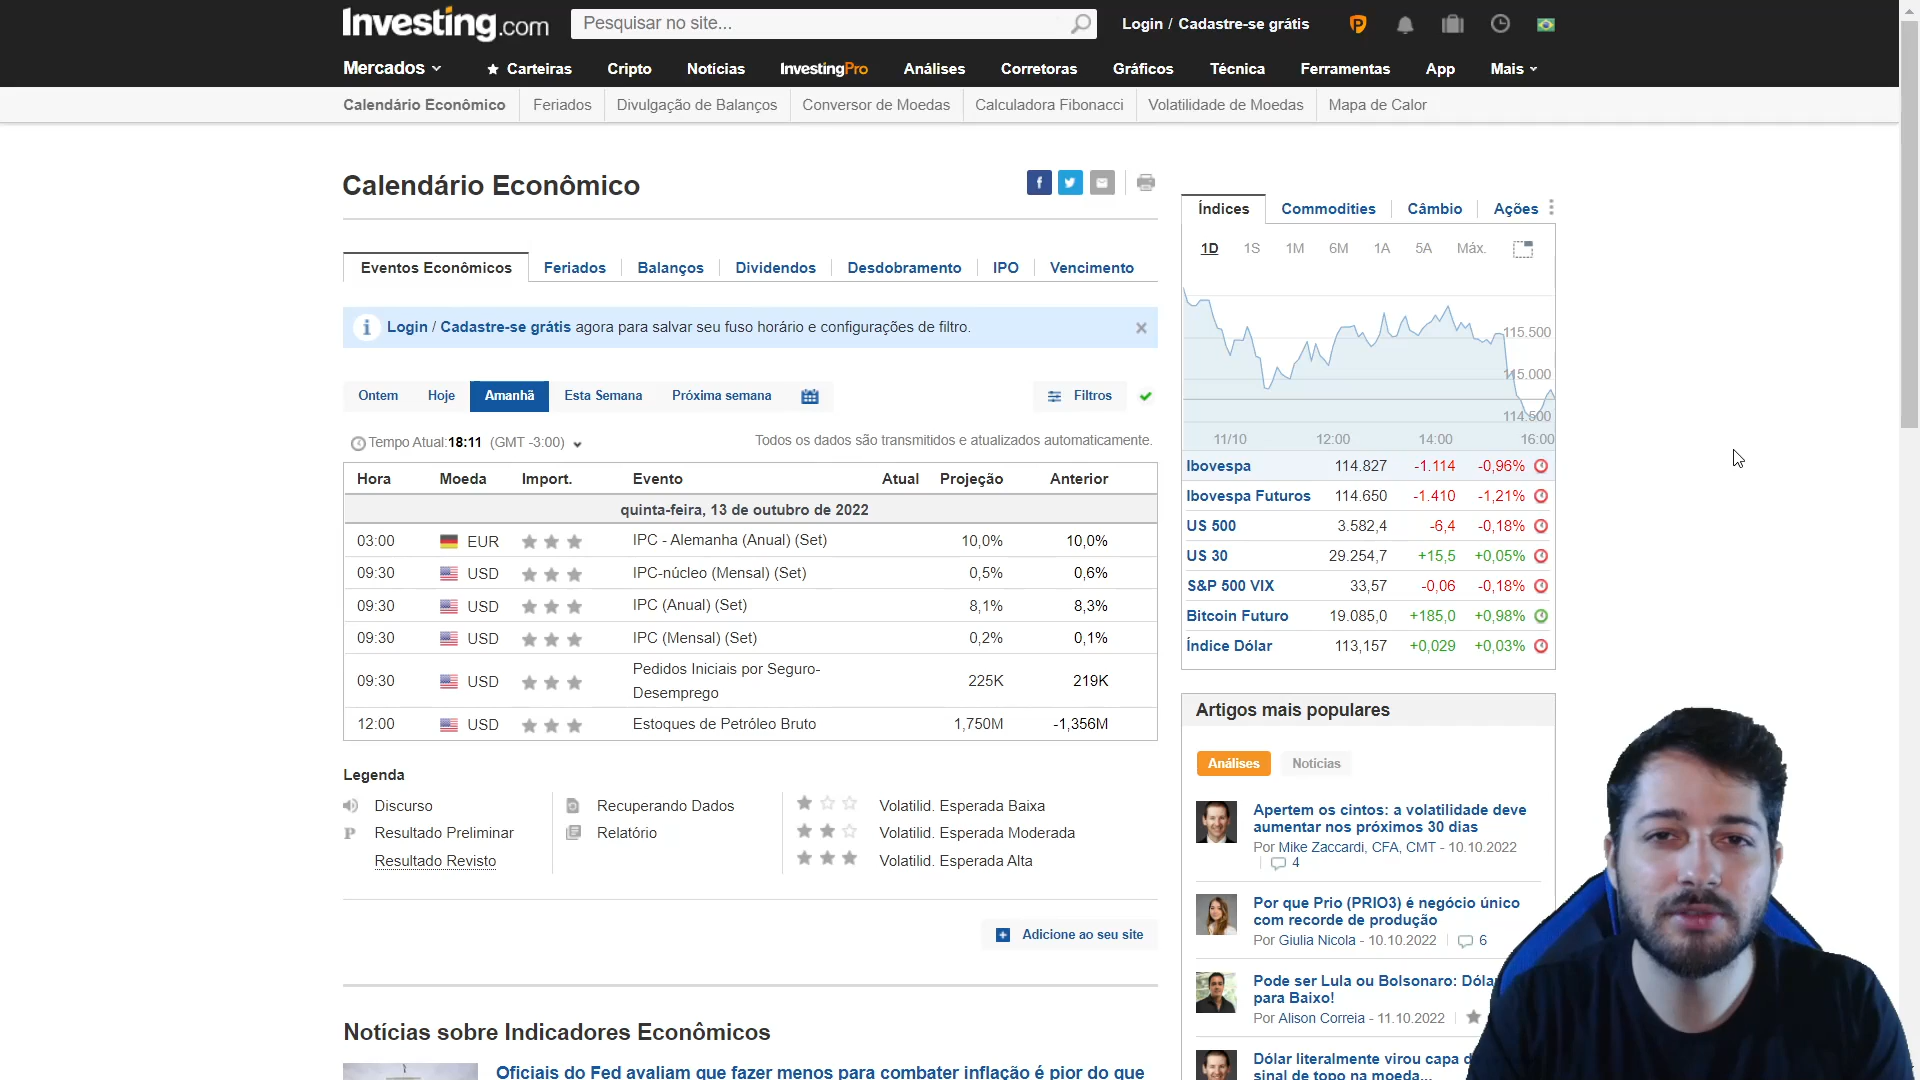 Investing.com
Pesquisar no site...
Login / Cadastre-se grátis
Mercados
Carteiras
Cripto
Notícias
InvestingPro
Análises
Corretoras
Gráficos
Técnica
Ferramentas
App
Mais
Calendário Econômico
Feriados
Divulgação de Balanços
Conversor de Moedas
Calculadora Fibonacci
Volatilidade de Moedas
Mapa de Calor
Calendário Econômico
Eventos Econômicos
Feriados
Balanços
Dividendos
Desdobramento
IPO
Vencimento
Login / Cadastre-se grátis agora para salvar seu fuso horário e configurações de filtro.
Ontem
Hoje
Amanhã
Esta Semana
Próxima semana
Filtros
Tempo Atual:18:11 (GMT -3:00)
Todos os dados são transmitidos e atualizados automaticamente.
Hora Moeda Import. Evento Atual Projeção Anterior
quinta-feira, 13 de outubro de 2022
03:00 EUR IPC - Alemanha (Anual) (Set) 10,0% 10,0%
09:30 USD IPC-núcleo (Mensal) (Set) 0,5% 0,6%
09:30 USD IPC (Anual) (Set) 8,1% 8,3%
09:30 USD IPC (Mensal) (Set) 0,2% 0,1%
09:30 USD Pedidos Iniciais por Seguro-
Desemprego 225K 219K
12:00 USD Estoques de Petróleo Bruto 1,750M -1,356M
Legenda
Discurso
P Resultado Preliminar
Resultado Revisto
Recuperando Dados
Relatório
Volatilid. Esperada Baixa
Volatilid. Esperada Moderada
Volatilid. Esperada Alta
Adicione ao seu site
Notícias sobre Indicadores Econômicos
Oficiais do Fed avaliam que fazer menos para combater inflação é pior do que
Índices
Commodities
Câmbio
Ações
1D 1S 1M 6M 1A 5A Máx.
115.500
115.000
114.500
11/10 12:00 14:00 16:00
Ibovespa 114.827 -1.114 -0,96%
Ibovespa Futuros 114.650 -1.410 -1,21%
US 500 3.582,4 -6,4 -0,18%
US 30 29.254,7 +15,5 +0,05%
S&P 500 VIX 33,57 -0,06 -0,18%
Bitcoin Futuro 19.085,0 +185,0 +0,98%
Índice Dólar 113,157 +0,029 +0,03%
Artigos mais populares
Análises
Notícias
Apertem os cintos: a volatilidade deve
aumentar nos próximos 30 dias
Por Mike Zaccardi, CFA, CMT - 10.10.2022
4
Por que Prio (PRIO3) é negócio único
com recorde de produção
Por Giulia Nicola - 10.10.2022 6
Pode ser Lula ou Bolsonaro: Dólar
para Baixo!
Por Alison Correia - 11.10.2022
Dólar literalmente virou capa
sinal de topo na moeda...